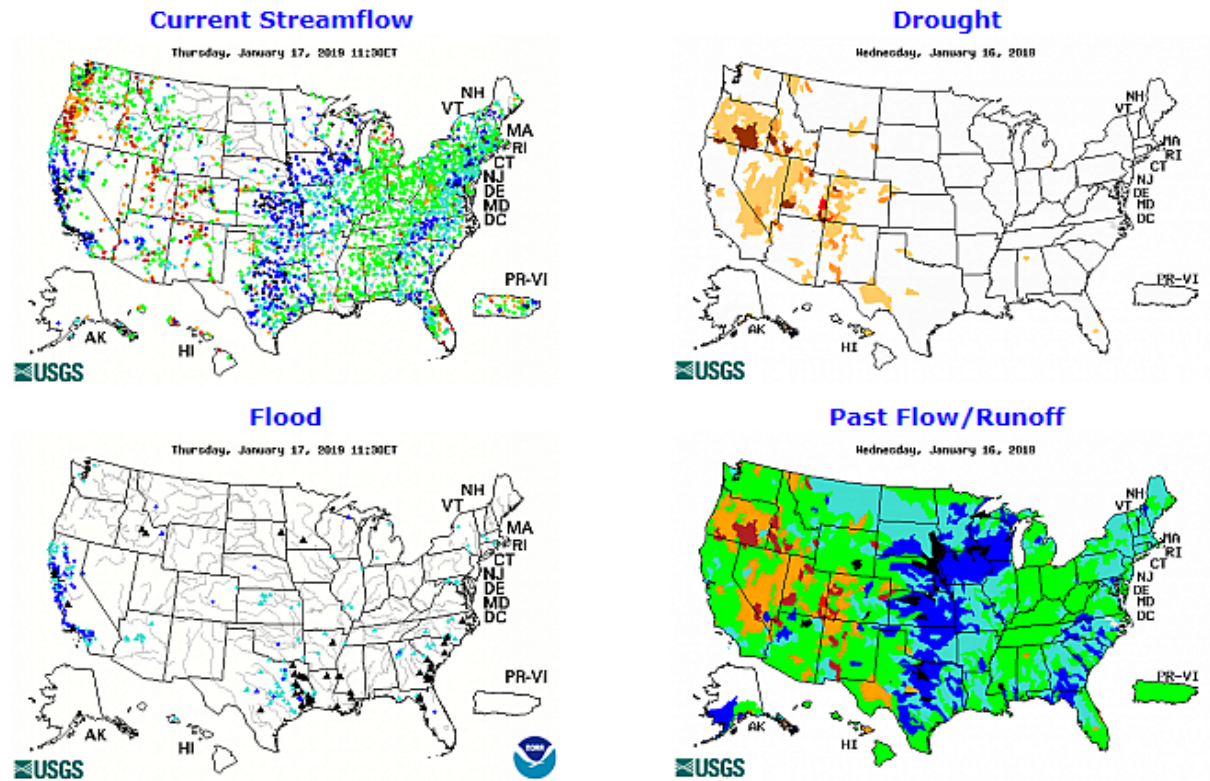 Current Streamflow
Thursday, January 17, 2019 11:30ET
NH
VT
MA
RI
CT
NJ
DE
MD
DC
PR-VI
AK
HI
USGS
Drought
Wednesday, January 16, 2019
NH
VT
MA
RI
CT
NJ
DE
MD
DC
PR-VI
AK
HI
USGS
Flood
Thursday, January 17, 2019 11:30ET
NH
VT
MA
RI
CT
NJ
DE
MD
DC
PR-VI
AK
HI
USGS
NOAA
Past Flow/Runoff
Wednesday, January 16, 2019
NH
VT
MA
RI
CT
NJ
DE
MD
DC
PR-VI
AK
HI
USGS